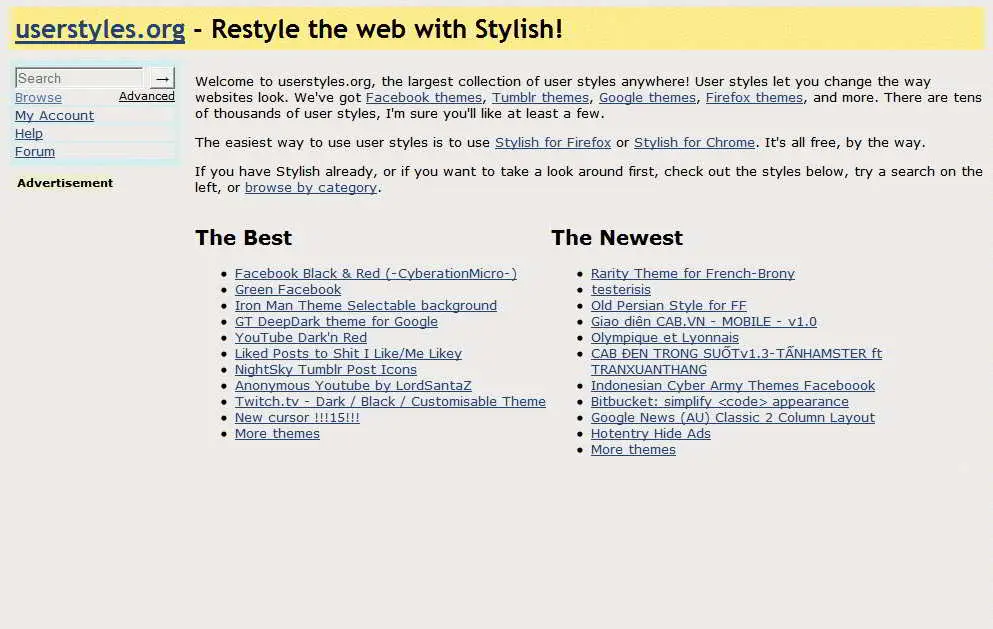 userstyles.org - Restyle the web with Stylish!
Search →
Browse Advanced
My Account
Help
Forum
Advertisement
Welcome to userstyles.org, the largest collection of user styles anywhere! User styles let you change the way
websites look. We've got Facebook themes, Tumblr themes, Google themes, Firefox themes, and more. There are tens
of thousands of user styles, I'm sure you'll like at least a few.
The easiest way to use user styles is to use Stylish for Firefox or Stylish for Chrome. It's all free, by the way.
If you have Stylish already, or if you want to take a look around first, check out the styles below, try a search on the
left, or browse by category.
The Best
Facebook Black & Red (-CyberationMicro-)
Green Facebook
Iron Man Theme Selectable background
GT DeepDark theme for Google
YouTube Dark'n Red
Liked Posts to Shit I Like/Me Likey
NightSky Tumblr Post Icons
Anonymous Youtube by LordSantaZ
Twitch.tv - Dark / Black / Customisable Theme
New cursor !!!15!!!
More themes
The Newest
Rarity Theme for French-Brony
testerisis
Old Persian Style for FF
Giao diên CAB.VN - MOBILE - v1.0
Olympique et Lyonnais
CAB ĐEN TRONG SUỐTv1.3-TẤNHAMSTER ft
TRANXUANTHANG
Indonesian Cyber Army Themes Faceboook
Bitbucket: simplify <code> appearance
Google News (AU) Classic 2 Column Layout
Hotentry Hide Ads
More themes